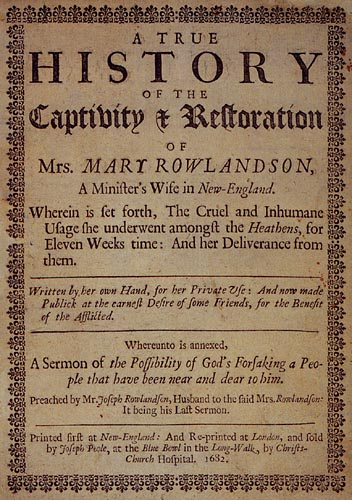 A TRUE
HISTORY
OF THE
Captivity & Reſtoration
OF
Mrs. MARY ROWLANDSON,
A Miniſter's Wife in New-England.
Wherein is ſet forth, The Cruel and Inhumane
Uſage ſhe underwent amongſt the Heathens, for
Eleven Weeks time: And her Deliverance from
them.
Written by her own Hand, for her Private Uſe: And now made
Publick at the earneſt Deſire of ſome Friends, for the Benefit
of the Afflicted.
Whereunto is annexed,
A Sermon of the Poſſibility of God's Forſaking a Peo-
ple that have been near and dear to him.
Preached by Mr. Joſeph Rowlandſon, Husband to the ſaid Mrs. Rowlandſon:
It being his Laſt Sermon.
Printed firſt at New-England: And Re-printed at London, and ſold
by Joſeph Poole, at the Blue Bowl in the Long-Walk, by Chriſts-
Church Hoſpital. 1682.